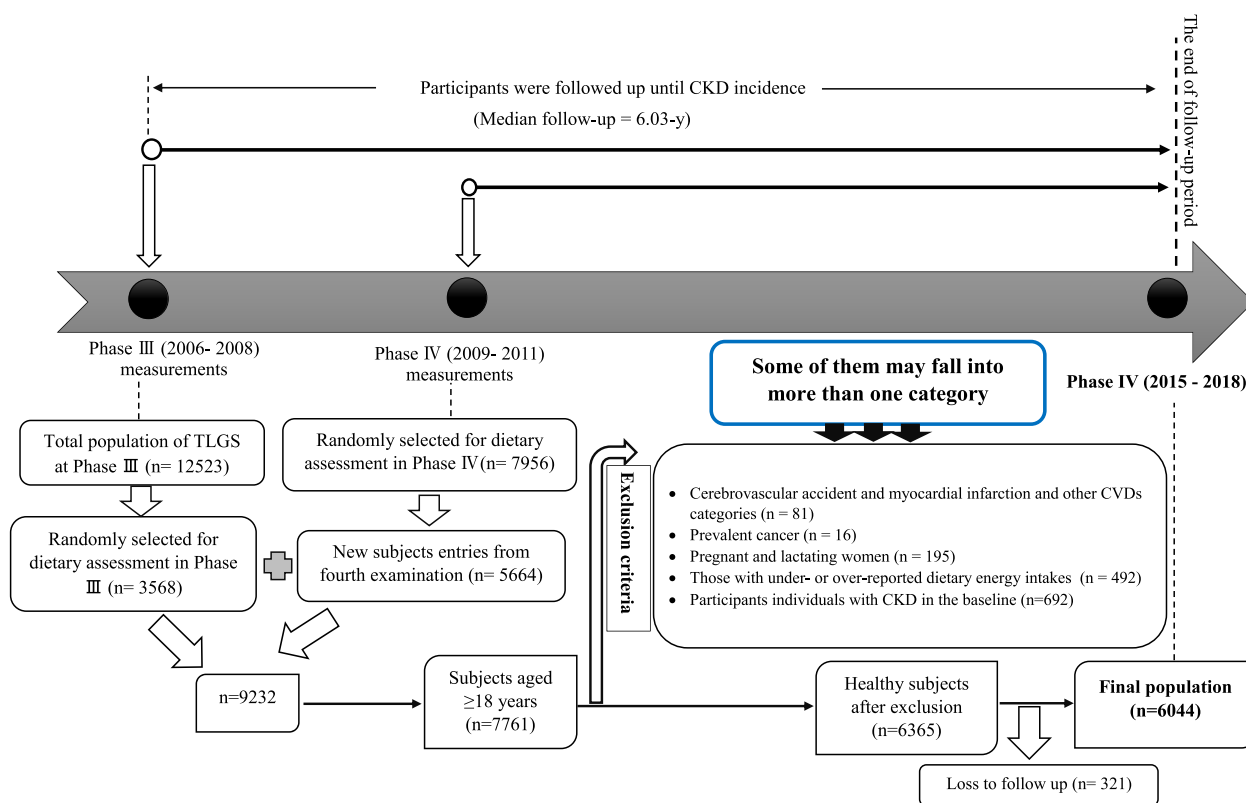 Participants were followed up until CKD incidence
(Median follow-up = 6.03-y)
The end of follow-up period
Phase Ⅲ (2006- 2008)
measurements
Phase Ⅳ (2009- 2011)
measurements
Some of them may fall into
more than one category
Phase IV (2015 - 2018)
Total population of TLGS
at Phase Ⅲ (n= 12523)
Randomly selected for dietary
assessment in Phase Ⅳ(n= 7956)
Exclusion criteria
• Cerebrovascular accident and myocardial infarction and other CVDs
categories (n = 81)
• Prevalent cancer (n = 16)
• Pregnant and lactating women (n = 195)
• Those with under- or over-reported dietary energy intakes (n = 492)
• Participants individuals with CKD in the baseline (n=692)
Randomly selected for
dietary assessment in Phase
Ⅲ (n= 3568)
New subjects entries from
fourth examination (n= 5664)
n=9232
Subjects aged
≥18 years
(n=7761)
Healthy subjects
after exclusion
(n=6365)
Final population
(n=6044)
Loss to follow up (n= 321)